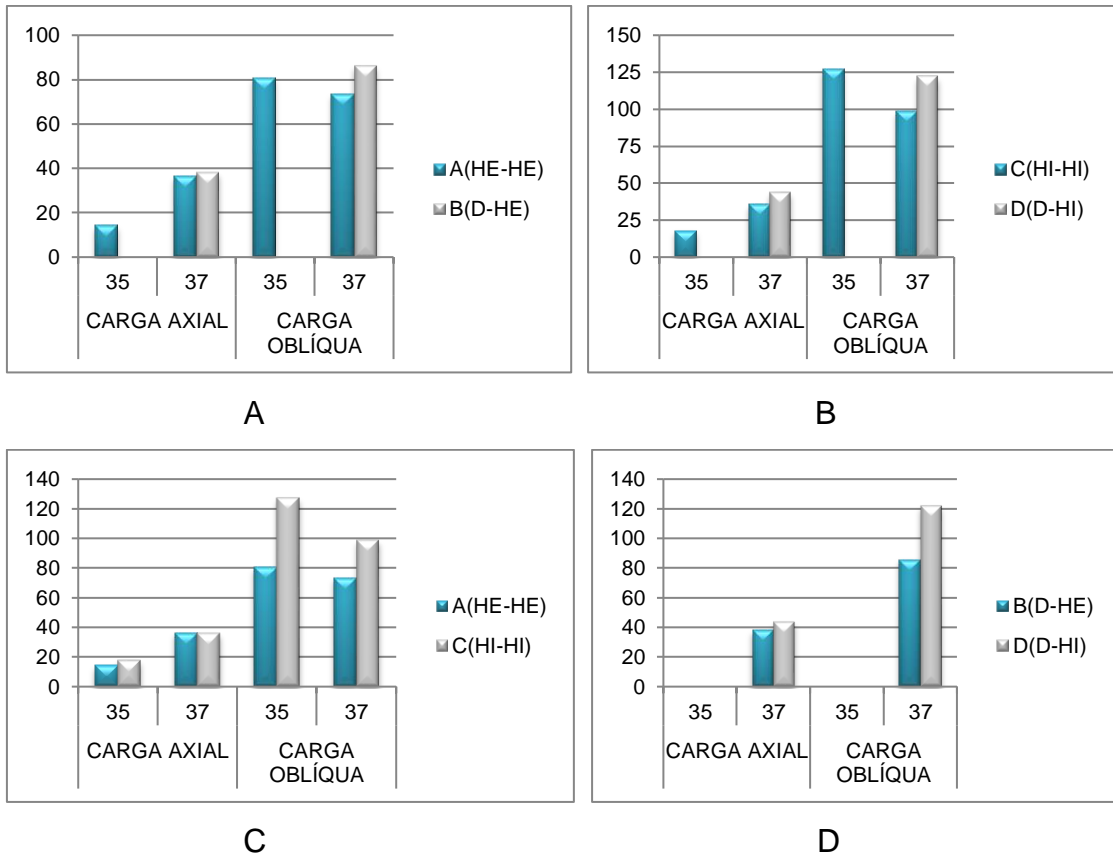 100
80
60
40
20
0
35 37 35 37
CARGA AXIAL CARGA
OBLÍQUA
A(HE-HE)
B(D-HE)
A
150
125
100
75
50
25
0
35 37 35 37
CARGA AXIAL CARGA
OBLÍQUA
C(HI-HI)
D(D-HI)
B
140
120
100
80
60
40
20
0
35 37 35 37
CARGA AXIAL CARGA
OBLÍQUA
A(HE-HE)
C(HI-HI)
C
140
120
100
80
60
40
20
0
35 37 35 37
CARGA AXIAL CARGA
OBLÍQUA
B(D-HE)
D(D-HI)
D